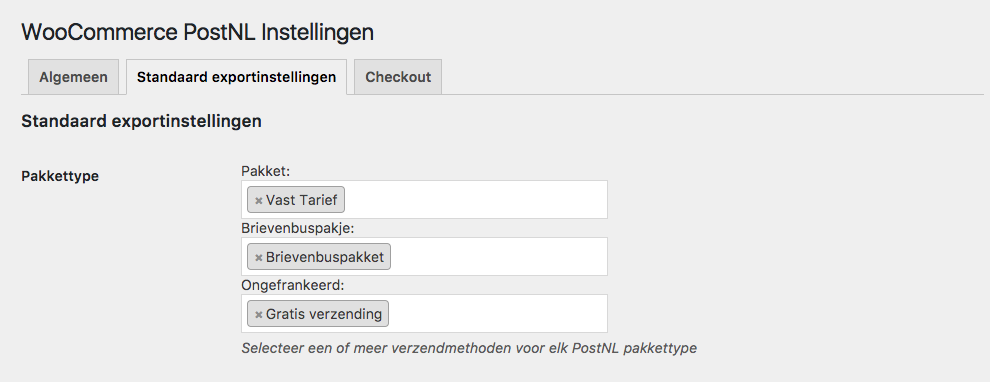 WooCommerce PostNL Instellingen
Algemeen Standaard exportinstellingen Checkout
Standaard exportinstellingen
Pakkettype
Pakket:
× Vast Tarief
Brievenbuspakje:
× Brievenbuspakket
Ongefrankeerd:
× Gratis verzending
Selecteer een of meer verzendmethoden voor elk PostNL pakkettype